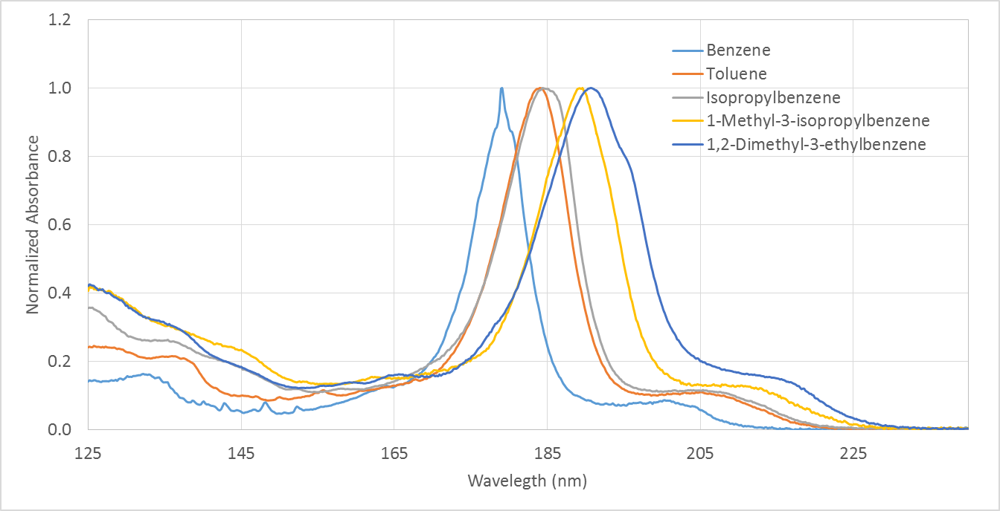 1.2
1.0
0.8
0.6
0.4
0.2
0.0
Normalized Absorbance
Benzene
Toluene
Isopropylbenzene
1-Methyl-3-isopropylbenzene
1,2-Dimethyl-3-ethylbenzene
125 145 165 185 205 225
Wavelegth (nm)